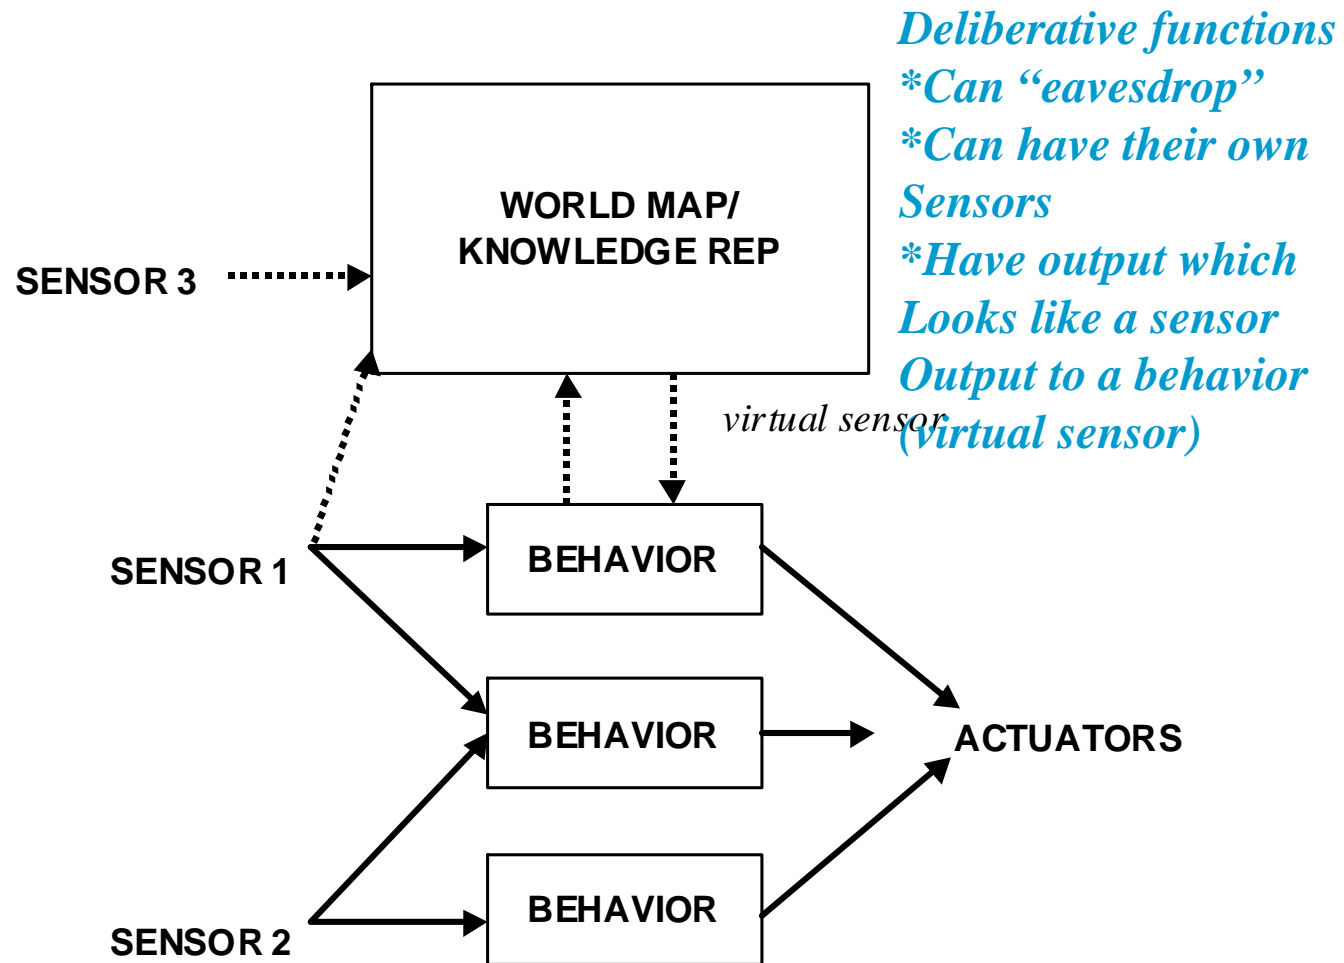 Deliberative functions
*Can “eavesdrop”
*Can have their own
Sensors
*Have output which
Looks like a sensor
Output to a behavior
(virtual sensor)
WORLD MAP/
KNOWLEDGE REP
SENSOR 3
virtual sensor
SENSOR 1
BEHAVIOR
BEHAVIOR
ACTUATORS
BEHAVIOR
SENSOR 2